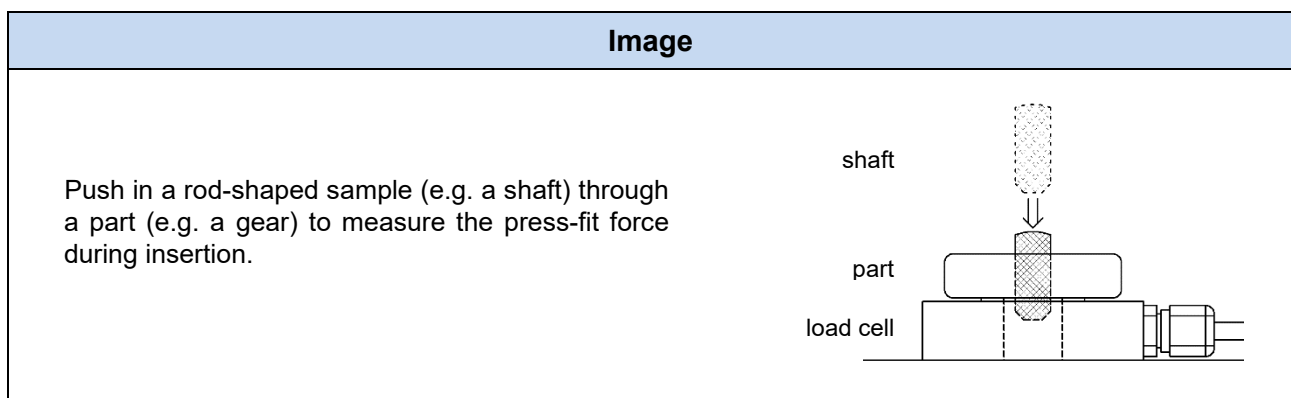 Image
Push in a rod-shaped sample (e.g. a shaft) through
a part (e.g. a gear) to measure the press-fit force
during insertion.
shaft
part
load cell